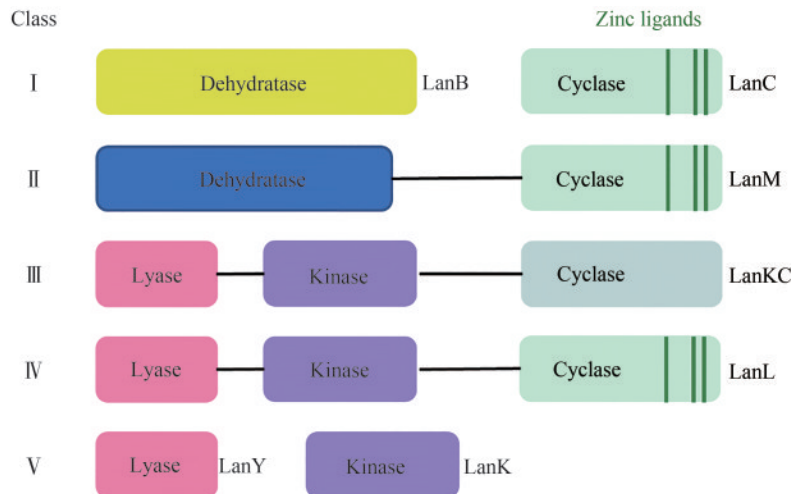 Class Zinc ligands
Ⅰ Dehydratase LanB Cyclase LanC
Ⅱ Dehydratase Cyclase LanM
Ⅲ Lyase Kinase Cyclase LanKC
Ⅳ Lyase Kinase Cyclase LanL
Ⅴ Lyase LanY Kinase LanK